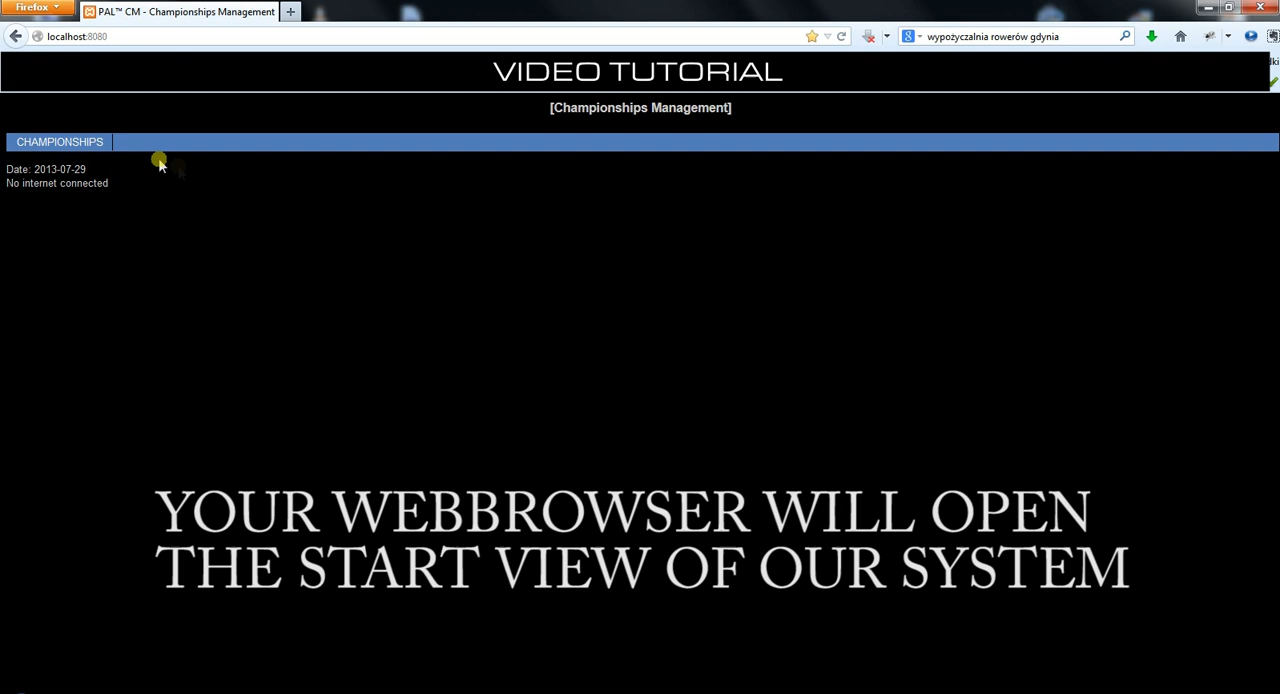 Firefox
PAL™ CM - Championships Management
localhost:8080
wypożyczalnia rowerów gdynia
VIDEO TUTORIAL
[Championships Management]
CHAMPIONSHIPS
Date: 2013-07-29
No internet connected
YOUR WEBBROWSER WILL OPEN
THE START VIEW OF OUR SYSTEM